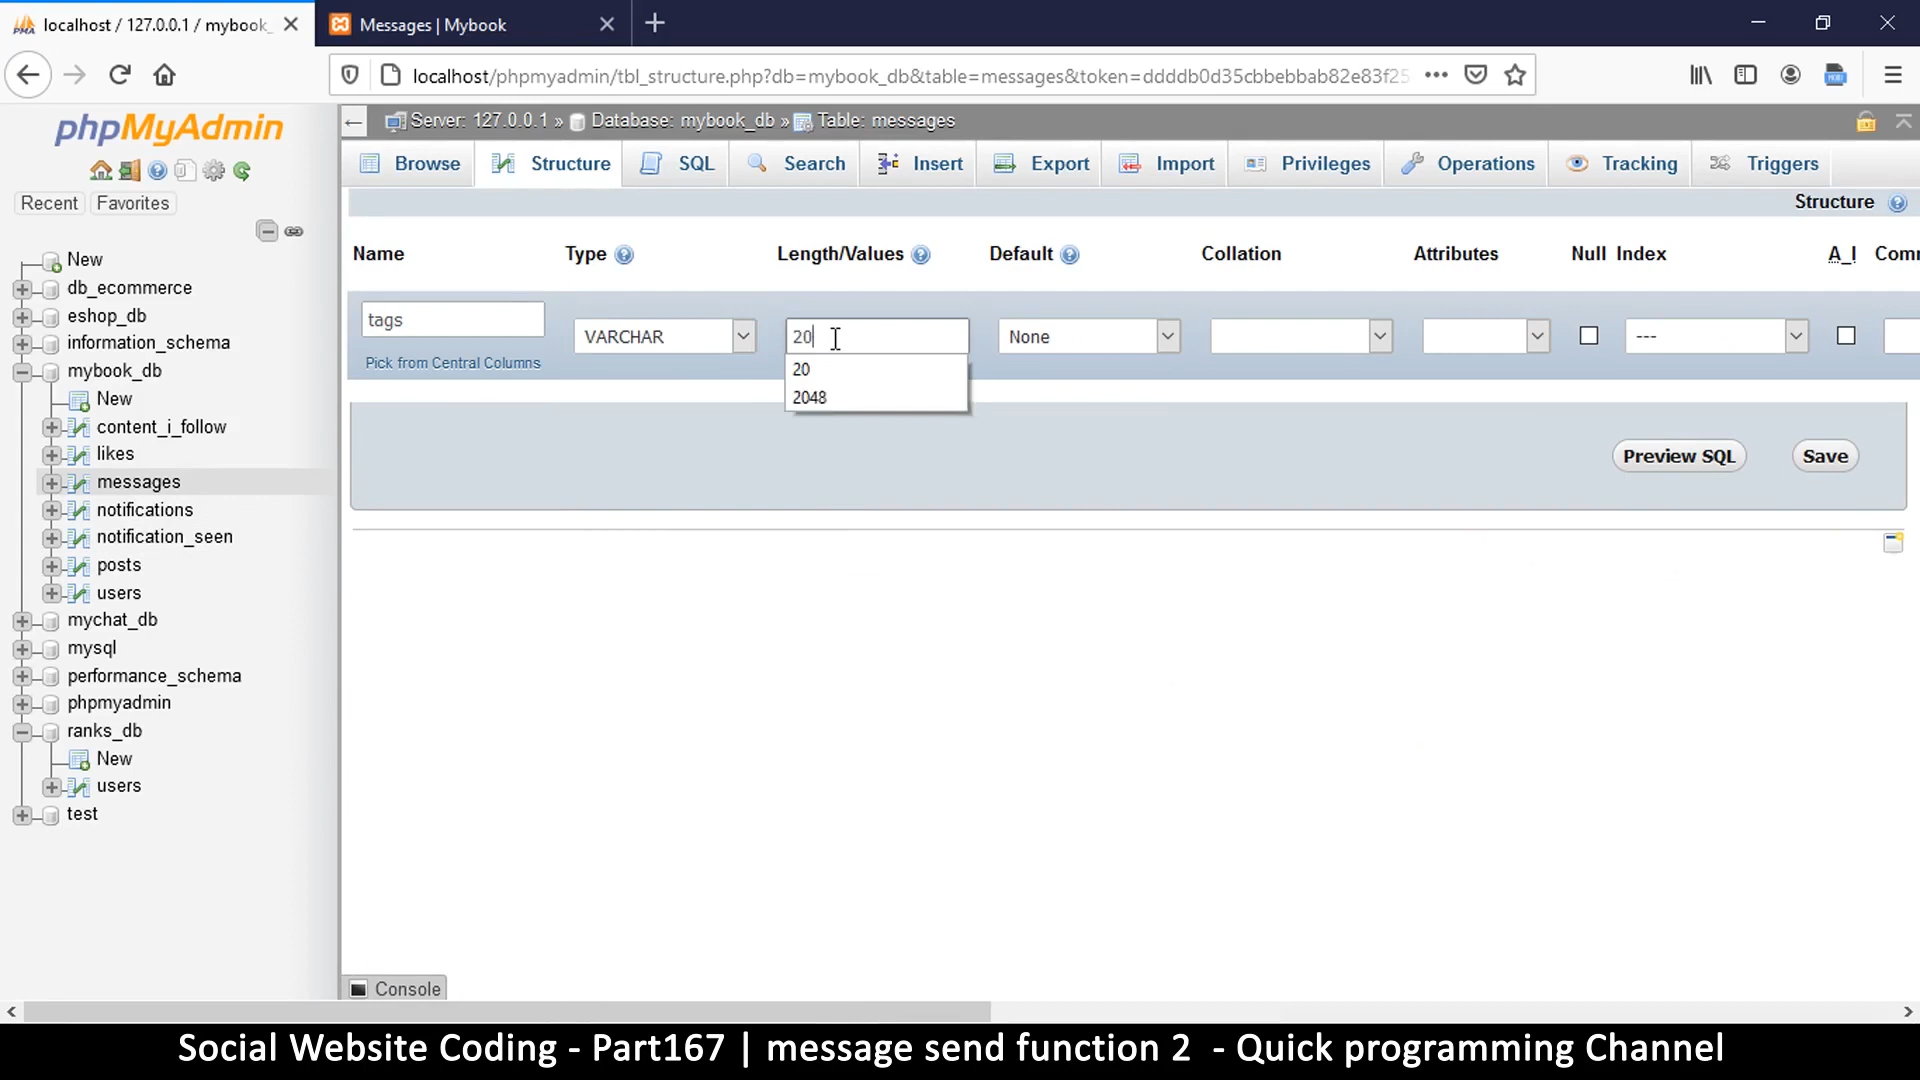 localhost / 127.0.0.1 / mybook_
Messages | Mybook
localhost/phpmyadmin/tbl_structure.php?db=mybook_db&table=messages&token=ddddb0d35cbbebbab82e83f25
phpMyAdmin
Server: 127.0.0.1 » Database: mybook_db » Table: messages
Browse Structure SQL Search Insert Export Import Privileges Operations Tracking Triggers
Recent Favorites
Structure
Name Type Length/Values Default Collation Attributes Null Index A_I Comm
tags
VARCHAR 20 None ---
Pick from Central Columns
20
2048
Preview SQL Save
New
db_ecommerce
eshop_db
information_schema
mybook_db
New
content_i_follow
likes
messages
notifications
notification_seen
posts
users
mychat_db
mysql
performance_schema
phpmyadmin
ranks_db
New
users
test
Console
Social Website Coding - Part167 | message send function 2 - Quick programming Channel